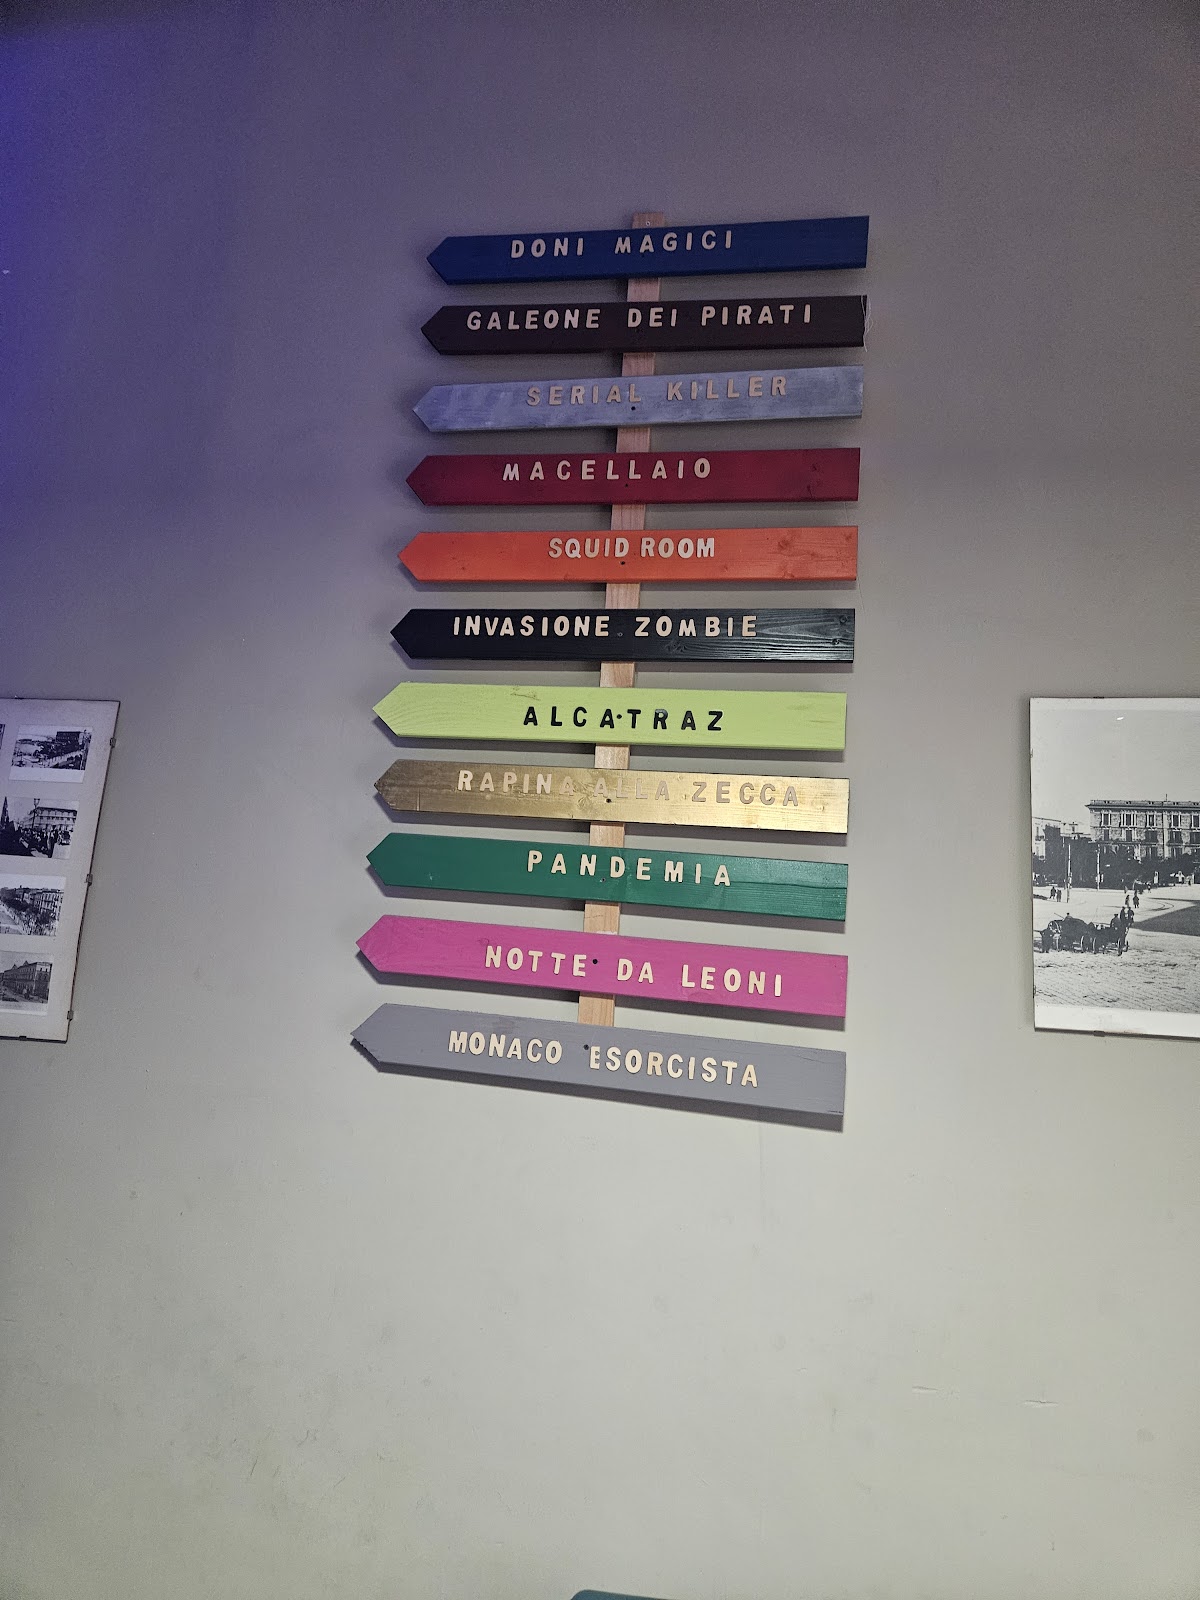 DONI MAGICI
GALEONE DEI PIRATI
SERIAL KILLER
MACELLAIO
SQUID ROOM
INVASIONE ZOMBIE
ALCATRAZ
RAPINA ALLA ZECCA
PANDEMIA
NOTTE DA LEONI
MONACO ESORCISTA